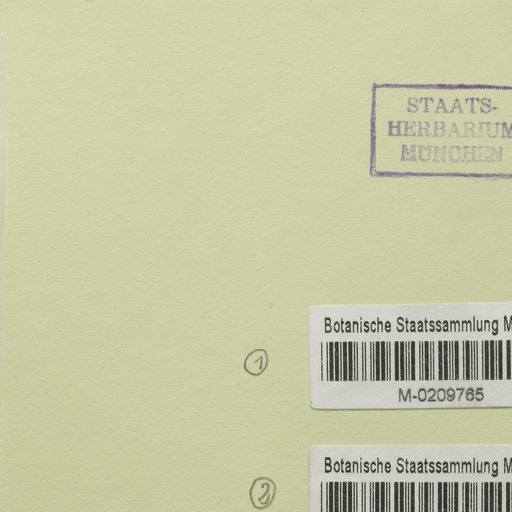 STAATS-
HERBARIUM
MÜNCHEN
Botanische Staatssammlung M
1
M-0209765
Botanische Staatssammlung M
2